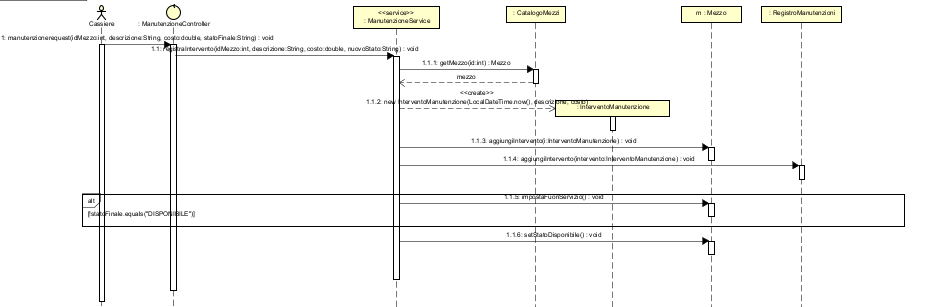 <<service>>
: ManutenzioneService
: CatalogoMezzi
m : Mezzo
: RegistroManutenzioni
Cassiere
: ManutenzioneController
1: manutenzionerequest(idMezzo:int, descrizione:String, costo:double, statoFinale:String) : void
1.1: registraIntervento(idMezzo:int, descrizione:String, costo:double, nuovoStato:String) : void
1.1.1: getMezzo(id:int) : Mezzo
mezzo
<<create>>
1.1.2: new InterventoManutenzione(LocalDateTime.now(), descrizione, costo)
: InterventoManutenzione
1.1.3: aggiungiIntervento(i:InterventoManutenzione) : void
1.1.4: aggiungiIntervento(intervento:InterventoManutenzione) : void
alt
1.1.5: impostaFuoriServizio() : void
[!statoFinale.equals("DISPONIBILE")]
1.1.6: setStatoDisponibile() : void